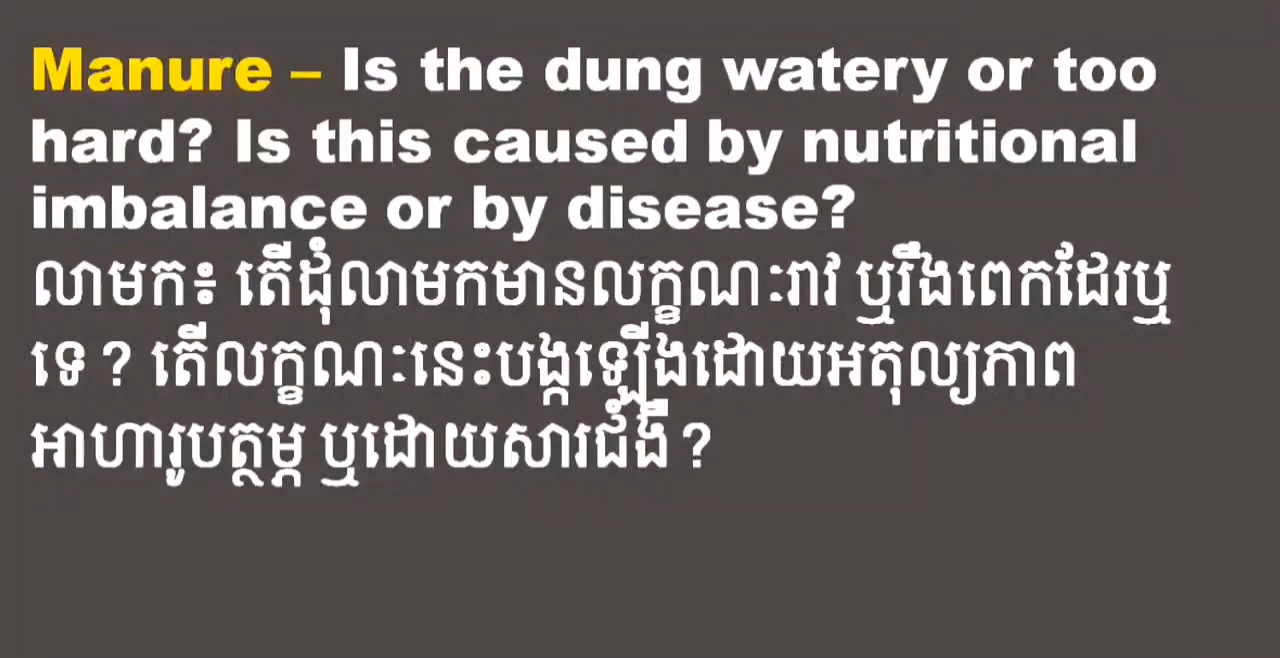 Manure – Is the dung watery or too
hard? Is this caused by nutritional
imbalance or by disease?
លាមក៖ តើដុំលាមកមានលក្ខណៈរាវ ឬរឹងពេកដែរឬ
ទេ ? តើលក្ខណៈនេះបង្កឡើងដោយអតុល្យភាព
អាហារូបត្ថម្ភ ឬដោយសារជំងឺ ?